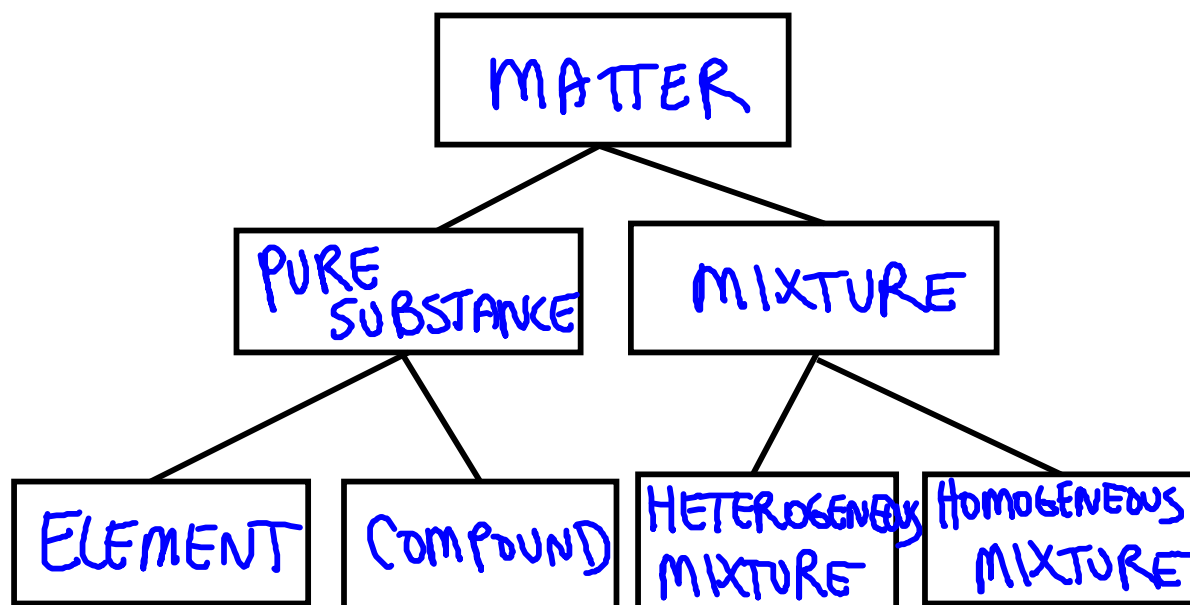 MATTER
PURE
SUBSTANCE
MIXTURE
ELEMENT
COMPOUND
HETEROGENEOUS
MIXTURE
HOMOGENEOUS
MIXTURE